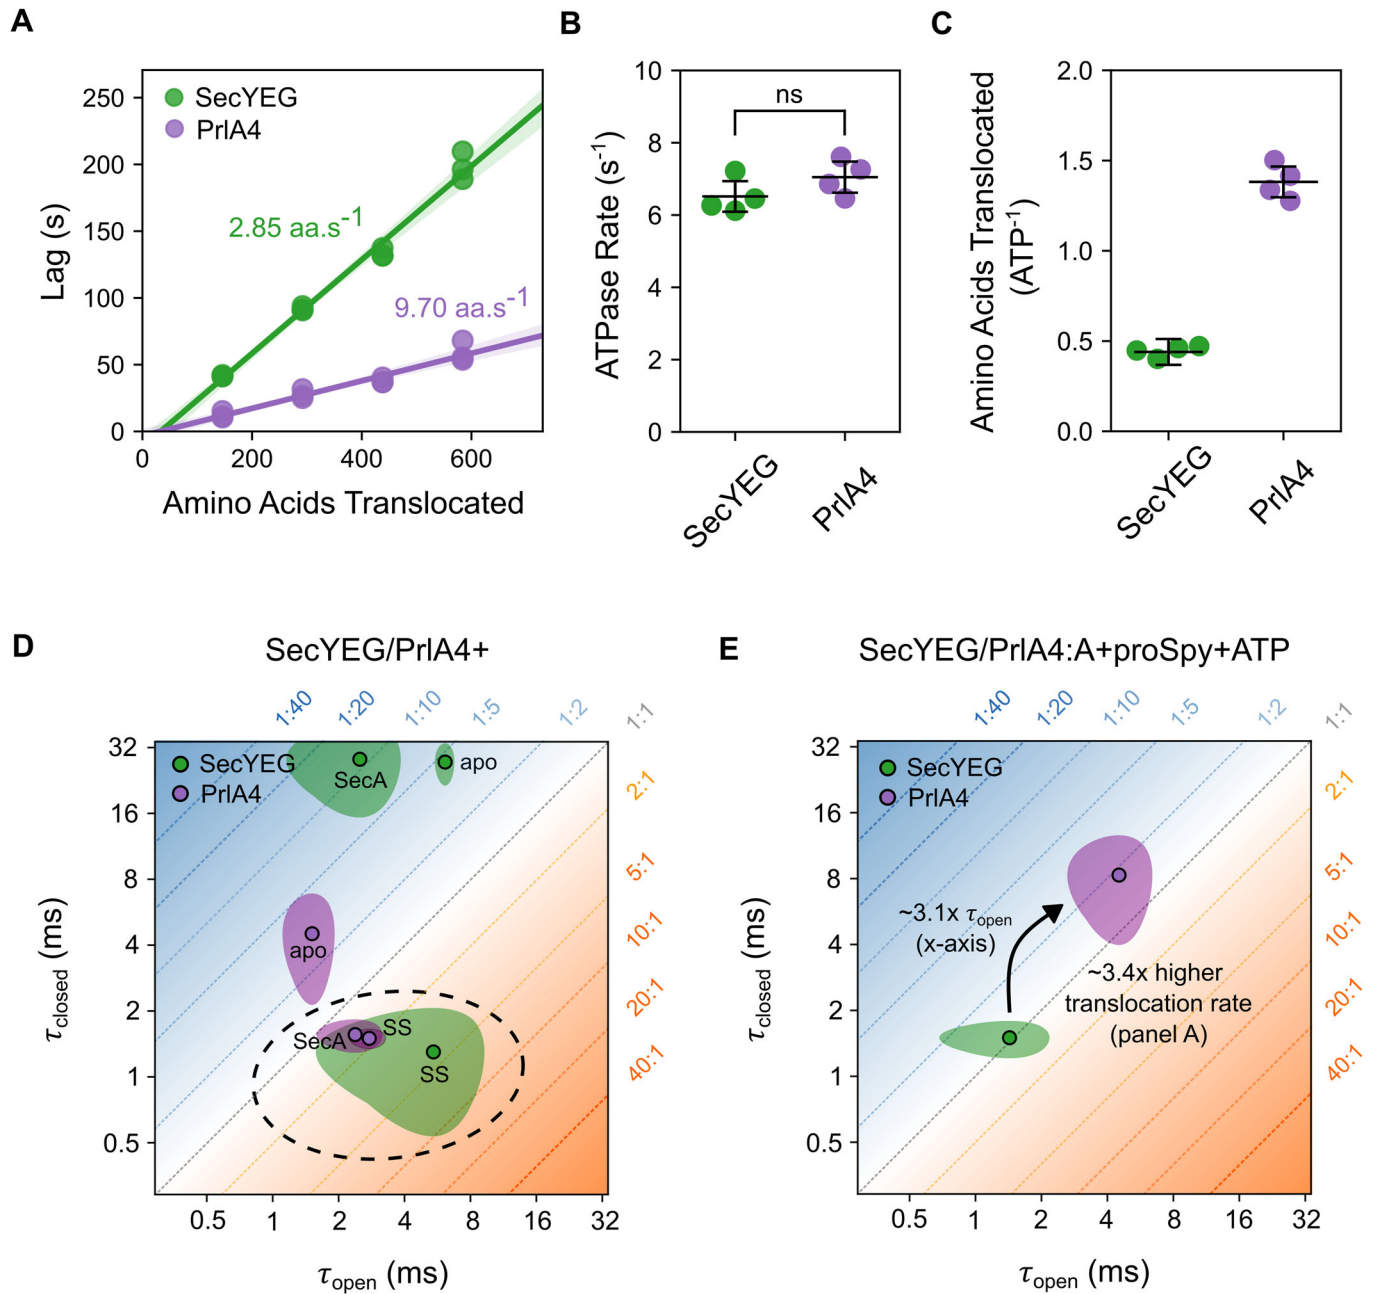 A
250
200
150
100
50
0
0
200
400
600
Lag (s)
Amino Acids Translocated
SecYEG
PrlA4
2.85 aa.s⁻¹
9.70 aa.s⁻¹
B
10
8
6
4
2
0
ATPase Rate (s⁻¹)
ns
SecYEG
PrlA4
C
2.0
1.5
1.0
0.5
0.0
Amino Acids Translocated
(ATP⁻¹)
SecYEG
PrlA4
D
SecYEG/PrlA4+
1:40
1:20
1:10
1:5
1:2
1:1
2:1
5:1
10:1
20:1
40:1
SecYEG
PrlA4
SecA
apo
apo
SecA
SS
SS
32
16
8
4
2
1
0.5
τclosed (ms)
0.5
1
2
4
8
16
32
τopen (ms)
E
SecYEG/PrlA4:A+proSpy+ATP
1:40
1:20
1:10
1:5
1:2
1:1
2:1
5:1
10:1
20:1
40:1
SecYEG
PrlA4
~3.1x τopen
(x-axis)
~3.4x higher
translocation rate
(panel A)
32
16
8
4
2
1
0.5
τclosed (ms)
0.5
1
2
4
8
16
32
τopen (ms)